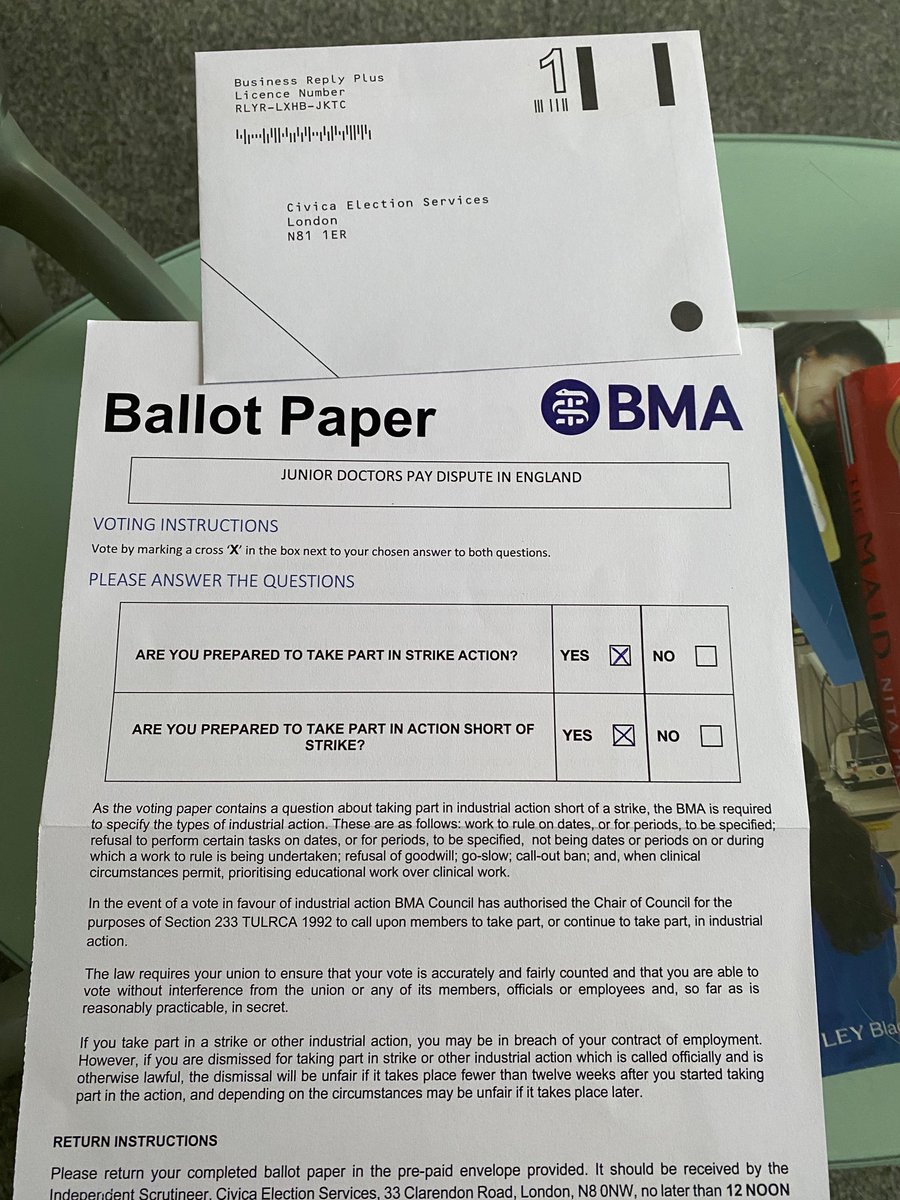 Business Reply Plus
Licence Number
RLYR-LXHB-JKTC
1
Civica Election Services
London
N81 1ER
Ballot Paper
BMA
JUNIOR DOCTORS PAY DISPUTE IN ENGLAND
VOTING INSTRUCTIONS
Vote by marking a cross ‘X’ in the box next to your chosen answer to both questions.
PLEASE ANSWER THE QUESTIONS
ARE YOU PREPARED TO TAKE PART IN STRIKE ACTION? YES X NO
ARE YOU PREPARED TO TAKE PART IN ACTION SHORT OF
STRIKE? YES X NO
As the voting paper contains a question about taking part in industrial action short of a strike, the BMA is required
to specify the types of industrial action. These are as follows: work to rule on dates, or for periods, to be specified;
refusal to perform certain tasks on dates, or for periods, to be specified, not being dates or periods on or during
which a work to rule is being undertaken; refusal of goodwill; go-slow; call-out ban; and, when clinical
circumstances permit, prioritising educational work over clinical work.
In the event of a vote in favour of industrial action BMA Council has authorised the Chair of Council for the
purposes of Section 233 TULRCA 1992 to call upon members to take part, or continue to take part, in industrial
action.
The law requires your union to ensure that your vote is accurately and fairly counted and that you are able to
vote without interference from the union or any of its members, officials or employees and, so far as is
reasonably practicable, in secret.
If you take part in a strike or other industrial action, you may be in breach of your contract of employment.
However, if you are dismissed for taking part in strike or other industrial action which is called officially and is
otherwise lawful, the dismissal will be unfair if it takes place fewer than twelve weeks after you started taking
part in the action, and depending on the circumstances may be unfair if it takes place later.
RETURN INSTRUCTIONS
Please return your completed ballot paper in the pre-paid envelope provided. It should be received by the
Independent Scrutineer, Civica Election Services, 33 Clarendon Road, London, N8 0NW, no later than 12 NOON
THE MAID NITA
LEY Bla